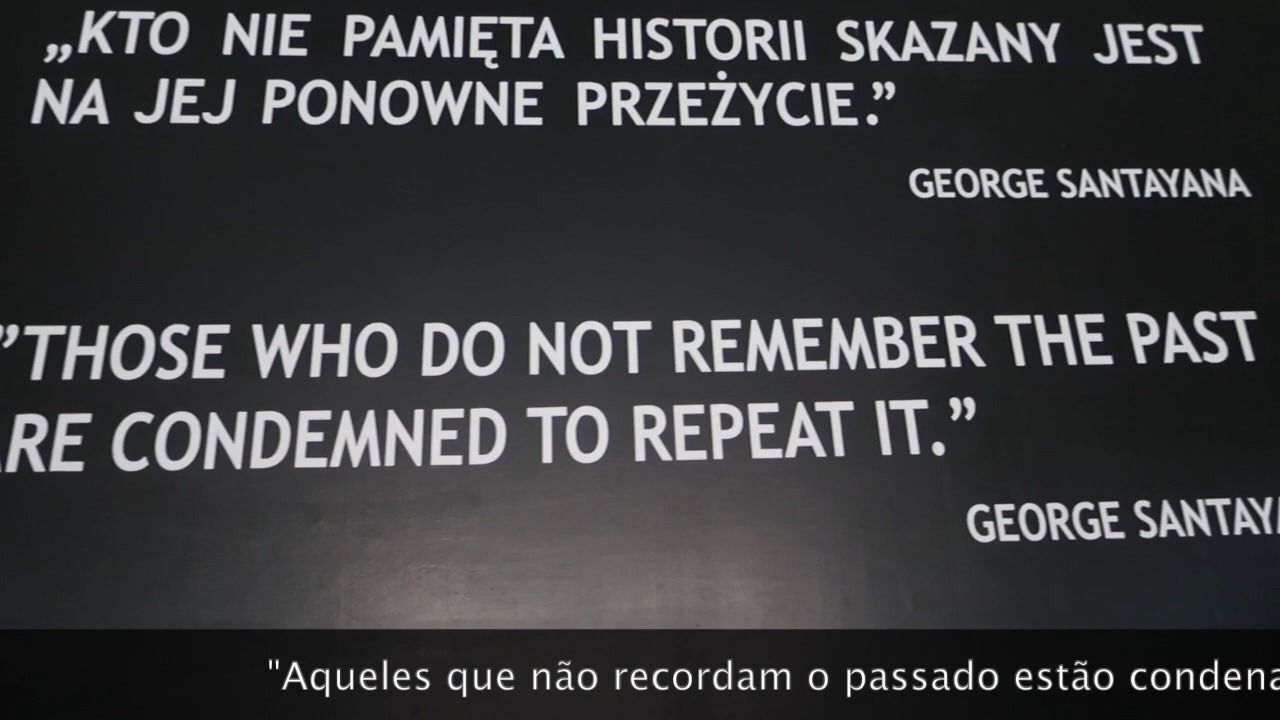 „KTO NIE PAMIĘTA HISTORII SKAZANY JEST
NA JEJ PONOWNE PRZEŻYCIE.”
GEORGE SANTAYANA
”THOSE WHO DO NOT REMEMBER THE PAST
RE CONDEMNED TO REPEAT IT.”
GEORGE SANTAY
"Aqueles que não recordam o passado estão condena